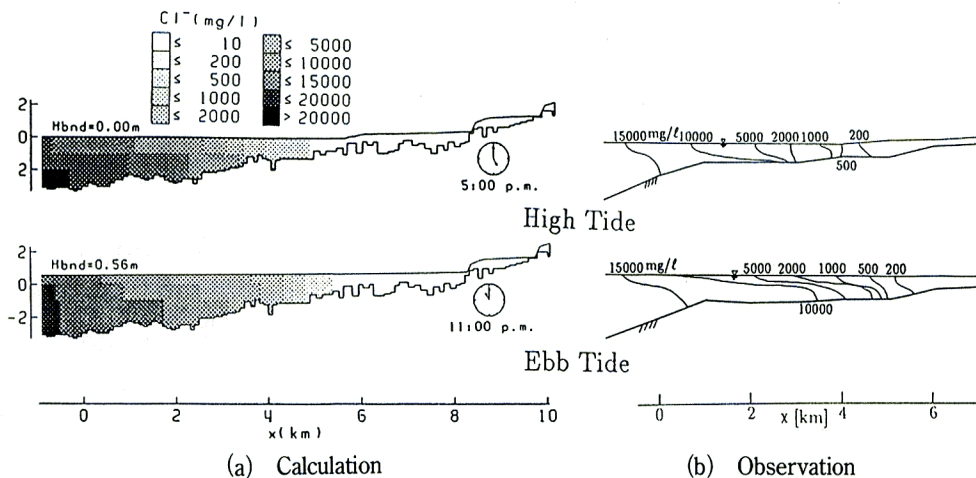 Cl⁻(mg/l)
≤ 10 ≤ 5000
≤ 200 ≤ 10000
≤ 500 ≤ 15000
≤ 1000 ≤ 20000
≤ 2000 > 20000
2
0
2
Hbnd=0.00m
5:00 p.m.
15000mg/ℓ 10000 5000 2000 1000 200
500
High Tide
2
0
-2
Hbnd=0.56m
11:00 p.m.
15000mg/ℓ 5000 2000 1000 500 200
10000
Ebb Tide
0 2 4 6 8 10
x(km)
0 2 4 6
x [km]
(a) Calculation
(b) Observation